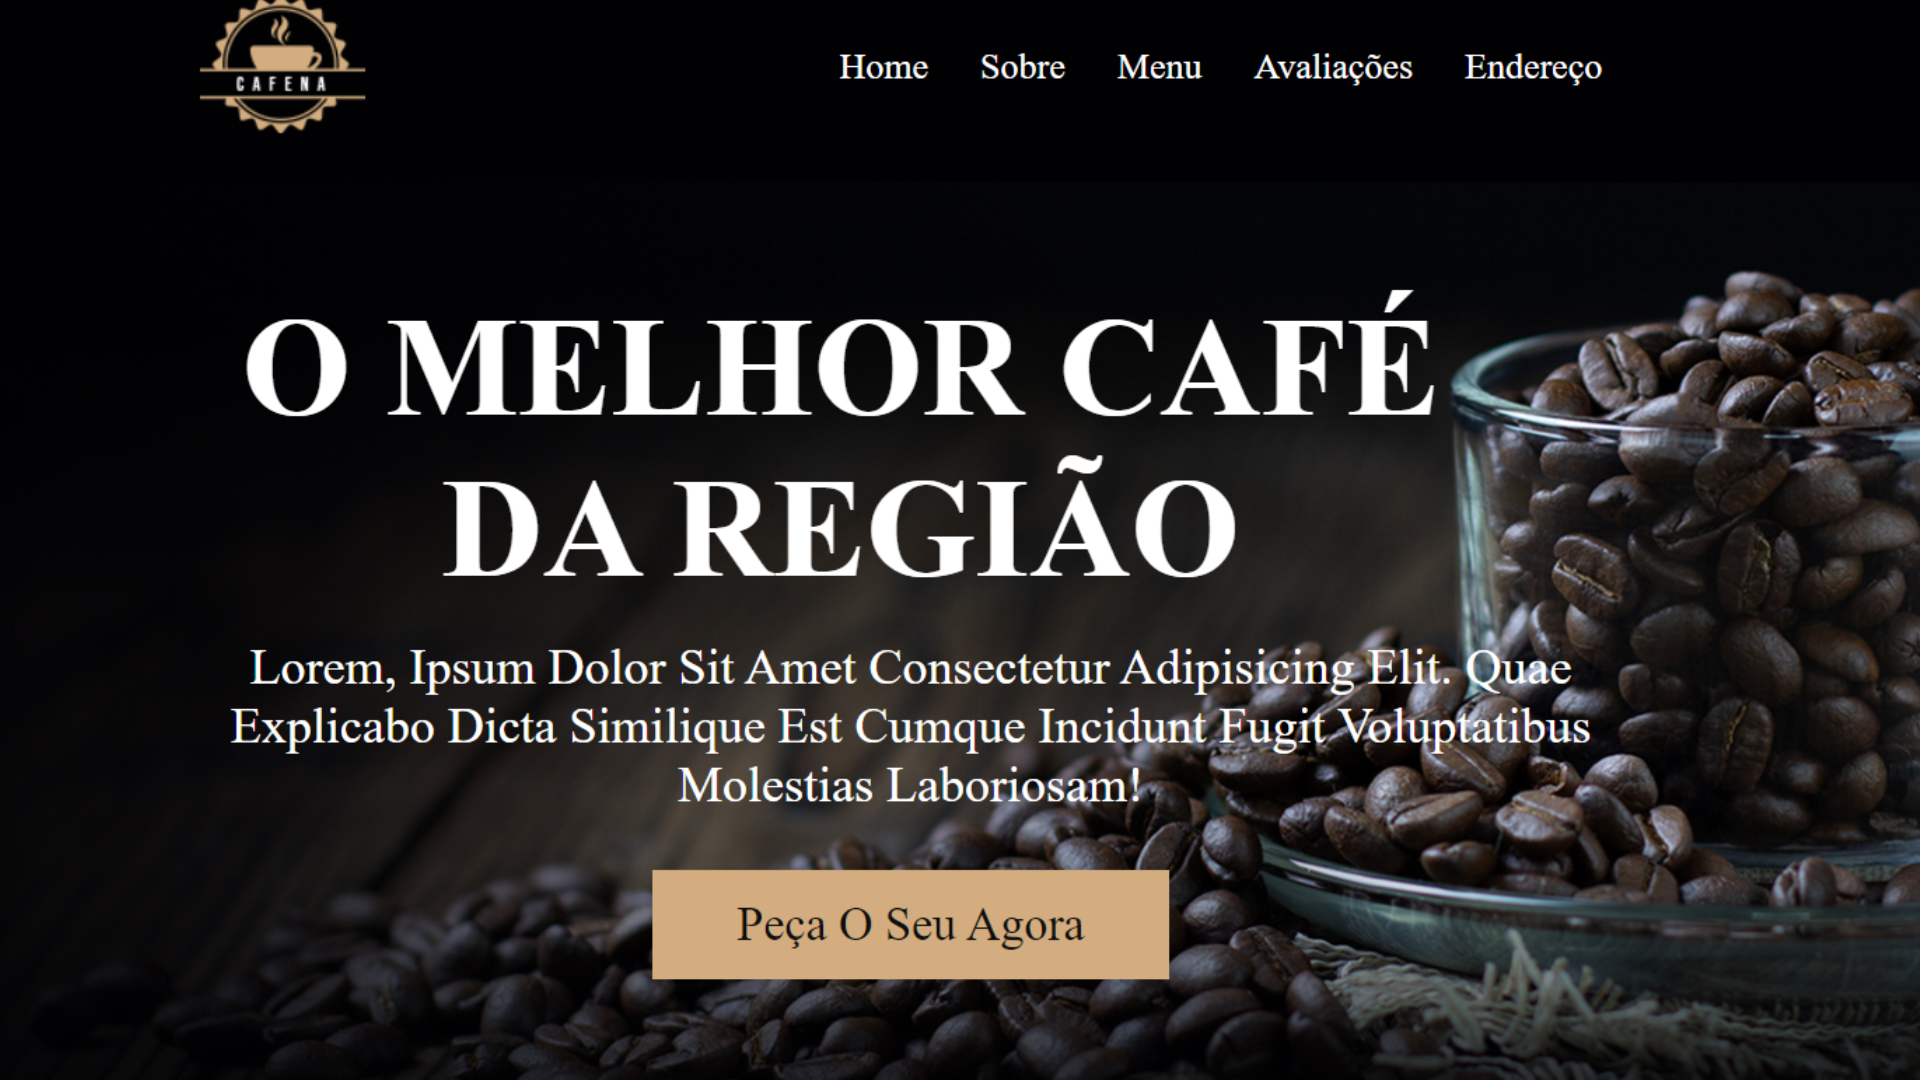 CAFENA
Home Sobre Menu Avaliações Endereço
O MELHOR CAFÉ
DA REGIÃO
Lorem, Ipsum Dolor Sit Amet Consectetur Adipisicing Elit. Quae
Explicabo Dicta Similique Est Cumque Incidunt Fugit Voluptatibus
Molestias Laboriosam!
Peça O Seu Agora